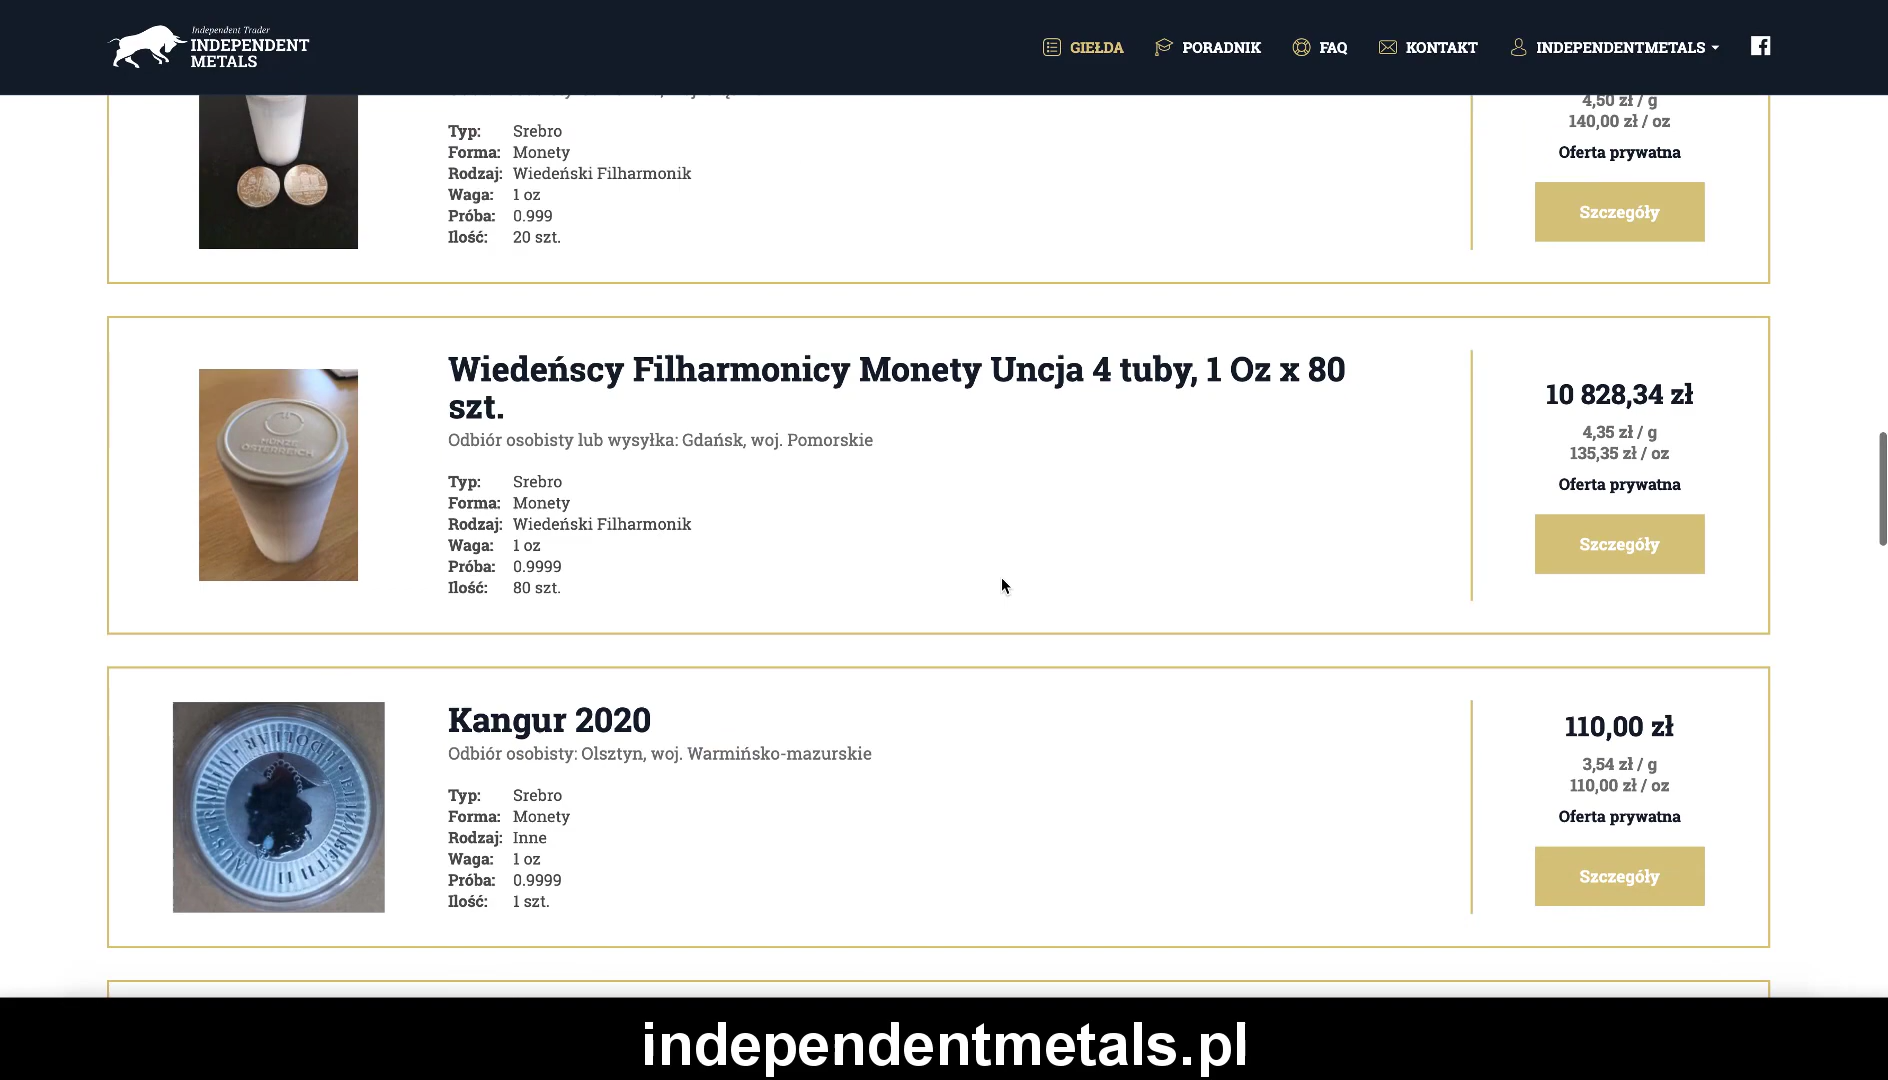 Independent Trader
INDEPENDENT
METALS
GIEŁDA
PORADNIK
FAQ
KONTAKT
INDEPENDENTMETALS
4,50 zł / g
140,00 zł / oz
Typ: Srebro
Forma: Monety
Rodzaj: Wiedeński Filharmonik
Waga: 1 oz
Próba: 0.999
Ilość: 20 szt.
Oferta prywatna
Szczegóły
Wiedeńscy Filharmonicy Monety Uncja 4 tuby, 1 Oz x 80
szt.
Odbiór osobisty lub wysyłka: Gdańsk, woj. Pomorskie
Typ: Srebro
Forma: Monety
Rodzaj: Wiedeński Filharmonik
Waga: 1 oz
Próba: 0.9999
Ilość: 80 szt.
10 828,34 zł
4,35 zł / g
135,35 zł / oz
Oferta prywatna
Szczegóły
MÜNZE
ÖSTERREICH
Kangur 2020
Odbiór osobisty: Olsztyn, woj. Warmińsko-mazurskie
Typ: Srebro
Forma: Monety
Rodzaj: Inne
Waga: 1 oz
Próba: 0.9999
Ilość: 1 szt.
110,00 zł
3,54 zł / g
110,00 zł / oz
Oferta prywatna
Szczegóły
independentmetals.pl